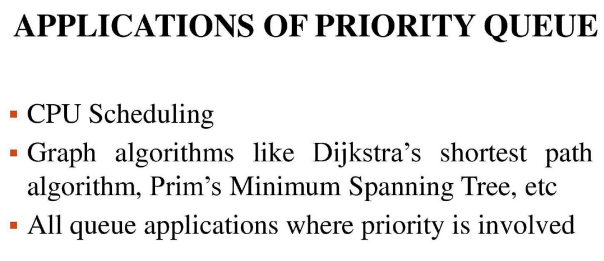 APPLICATIONS OF PRIORITY QUEUE
▪ CPU Scheduling
▪ Graph algorithms like Dijkstra’s shortest path
algorithm, Prim’s Minimum Spanning Tree, etc
▪ All queue applications where priority is involved